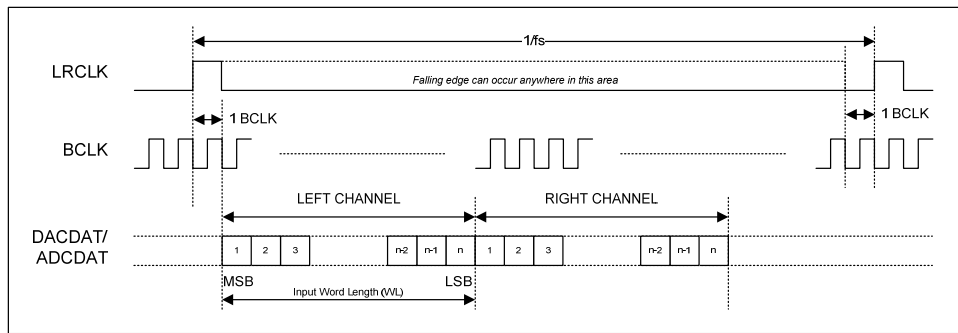 1/fs
LRCLK
Falling edge can occur anywhere in this area
1 BCLK
1 BCLK
BCLK
LEFT CHANNEL
RIGHT CHANNEL
DACDAT/
ADCDAT
1 2 3 n-2 n-1 n 1 2 3 n-2 n-1 n
MSB
LSB
Input Word Length (WL)